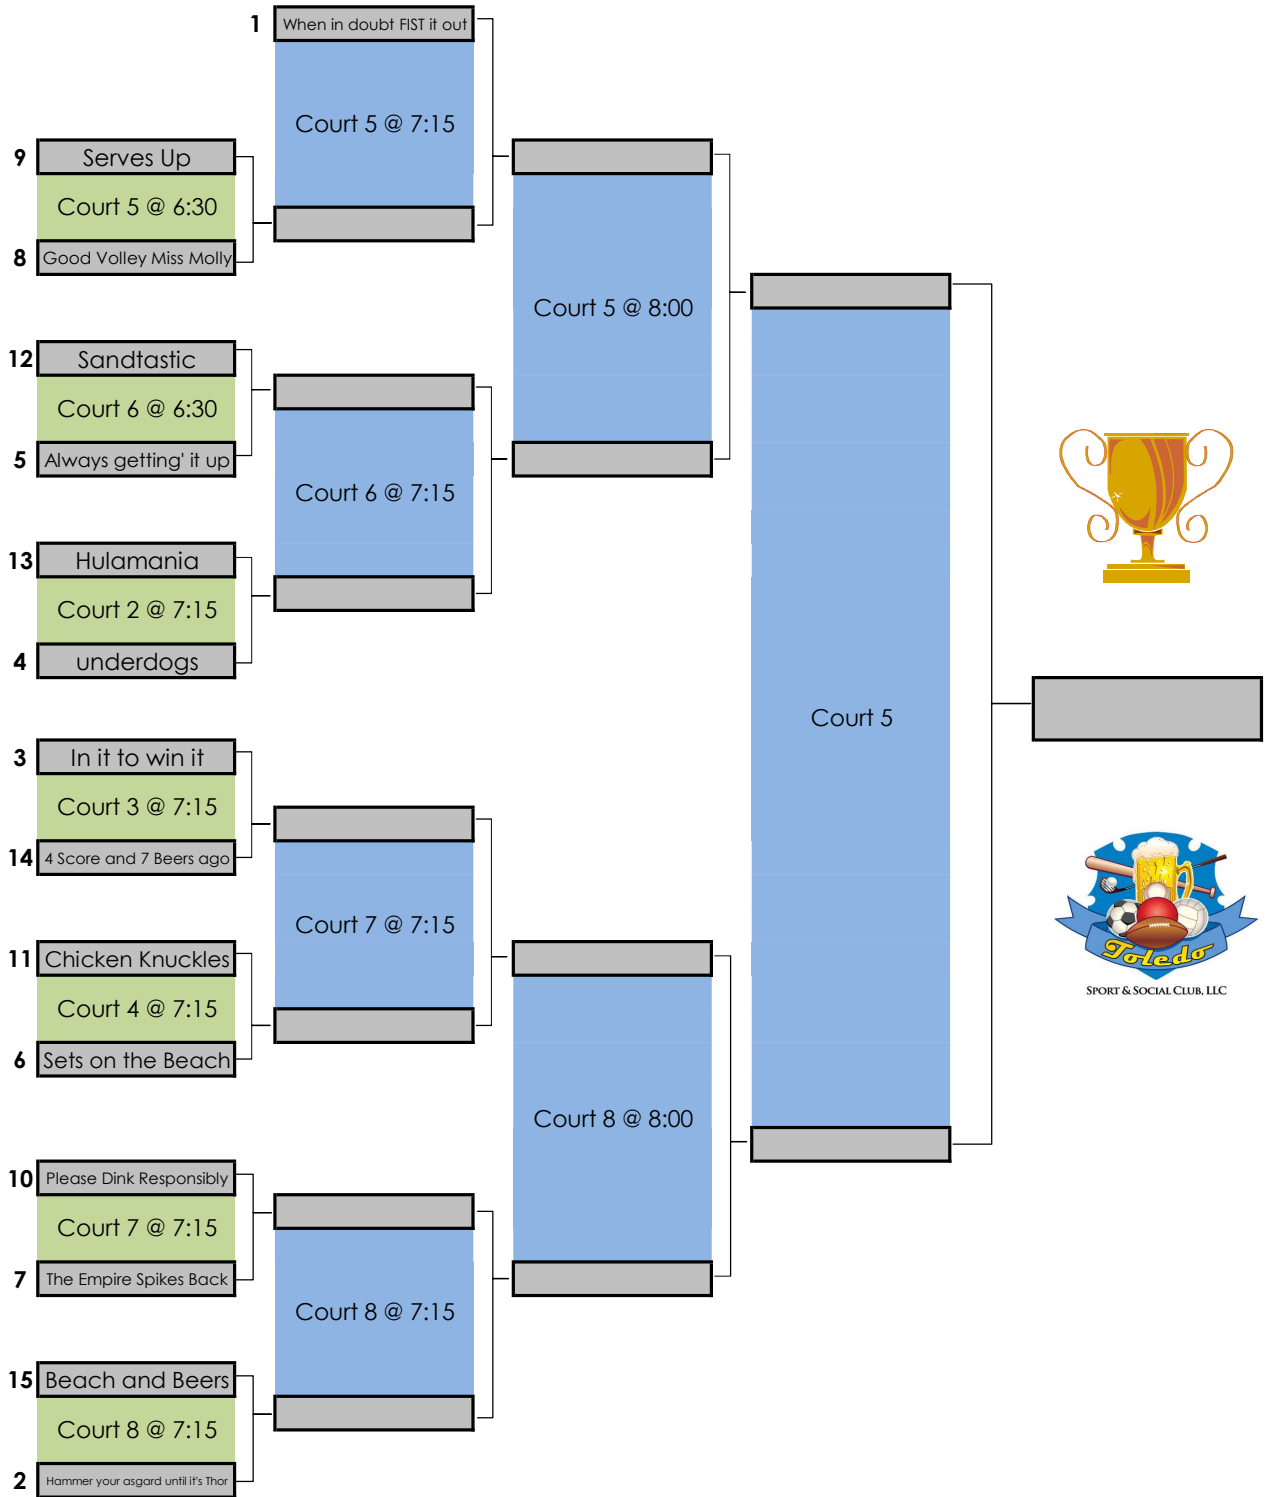 1 When in doubt FIST it out
Court 5 @ 7:15
9 Serves Up
Court 5 @ 6:30
8 Good Volley Miss Molly
Court 5 @ 8:00
12 Sandtastic
Court 6 @ 6:30
5 Always getting' it up
Court 6 @ 7:15
13 Hulamania
Court 2 @ 7:15
4 underdogs
Court 5
3 In it to win it
Court 3 @ 7:15
14 4 Score and 7 Beers ago
Court 7 @ 7:15
11 Chicken Knuckles
Court 4 @ 7:15
6 Sets on the Beach
Toledo
SPORT & SOCIAL CLUB, LLC
Court 8 @ 8:00
10 Please Dink Responsibly
Court 7 @ 7:15
7 The Empire Spikes Back
Court 8 @ 7:15
15 Beach and Beers
Court 8 @ 7:15
2 Hammer your asgard until it's Thor